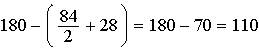 180 − (84/2 + 28) = 180 − 70 = 110